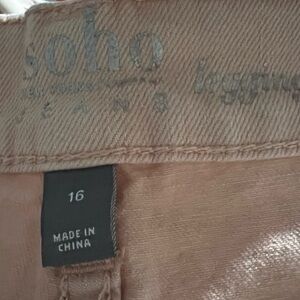 soho
JEANS
legging
16
MADE IN
CHINA